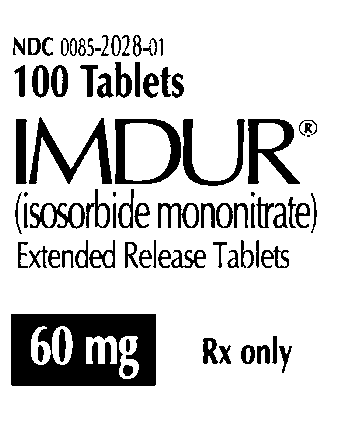 NDC 0085-2028-01
100 Tablets
IMDUR®
(isosorbide mononitrate)
Extended Release Tablets
60 mg Rx only